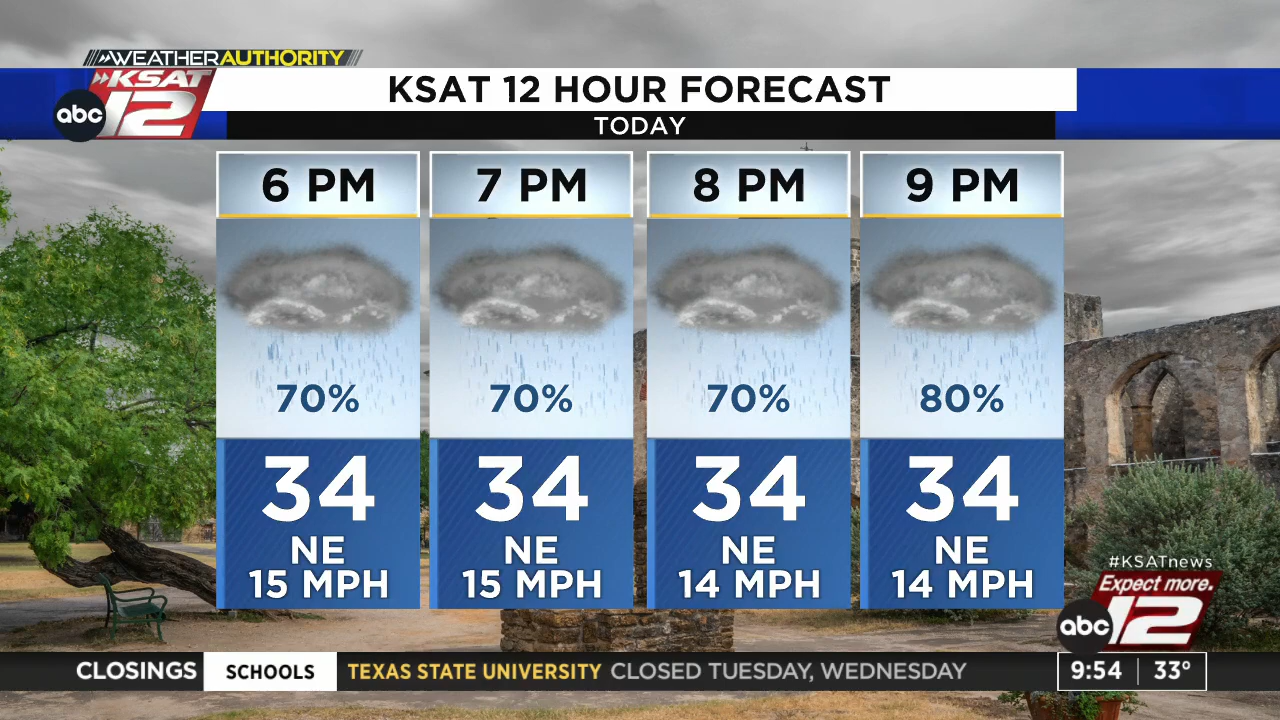 WEATHERAUTHORITY
KSAT
abc 12
KSAT 12 HOUR FORECAST
TODAY
6 PM
70%
34
NE
15 MPH
7 PM
70%
34
NE
15 MPH
8 PM
70%
34
NE
14 MPH
9 PM
80%
34
NE
14 MPH
#KSATnews
Expect more.
abc 12
CLOSINGS SCHOOLS TEXAS STATE UNIVERSITY CLOSED TUESDAY, WEDNESDAY 9:54 33°